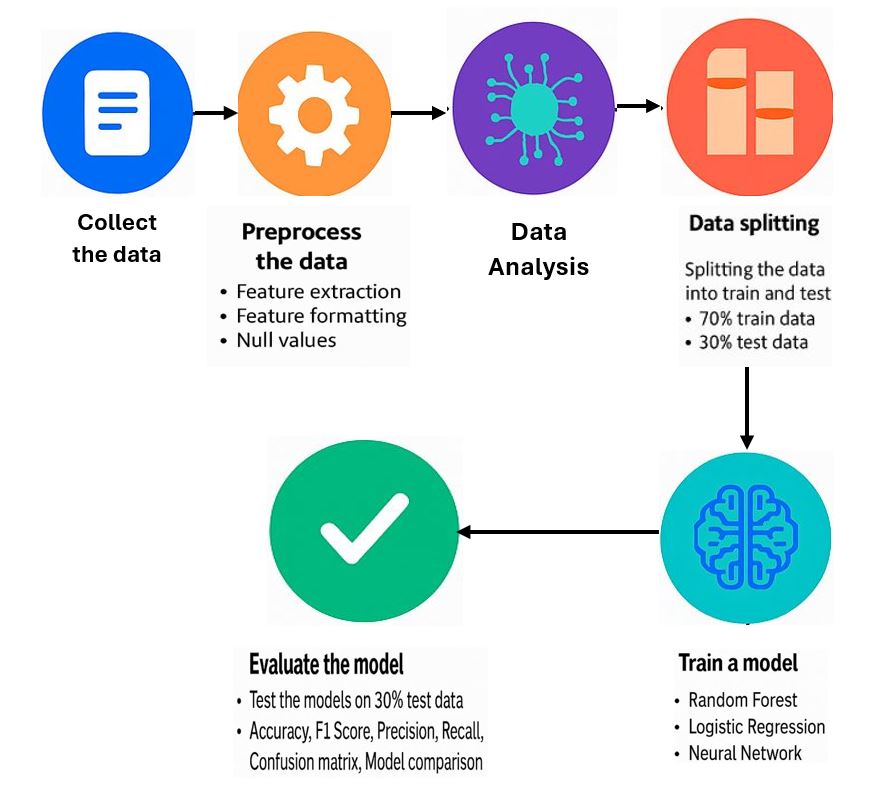 Collect
the data
Preprocess
the data
• Feature extraction
• Feature formatting
• Null values
Data
Analysis
Data splitting
Splitting the data
into train and test
• 70% train data
• 30% test data
Evaluate the model
• Test the models on 30% test data
• Accuracy, F1 Score, Precision, Recall,
Confusion matrix, Model comparison
Train a model
• Random Forest
• Logistic Regression
• Neural Network